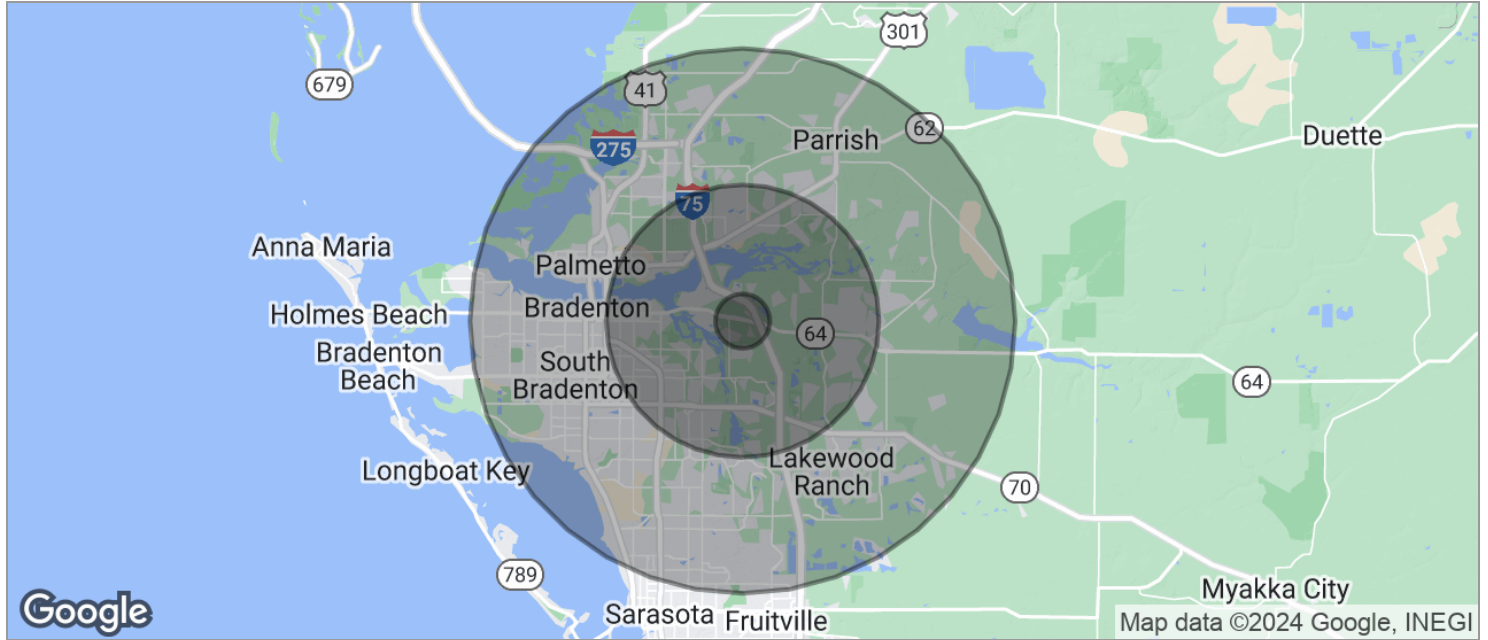 301
679
41
62
Parrish
Duette
275
75
Anna Maria
Palmetto
Holmes Beach
Bradenton
64
Bradenton
Beach
South
Bradenton
64
Lakewood
Ranch
Longboat Key
70
789
Myakka City
Google
Sarasota
Fruitville
Map data ©2024 Google, INEGI